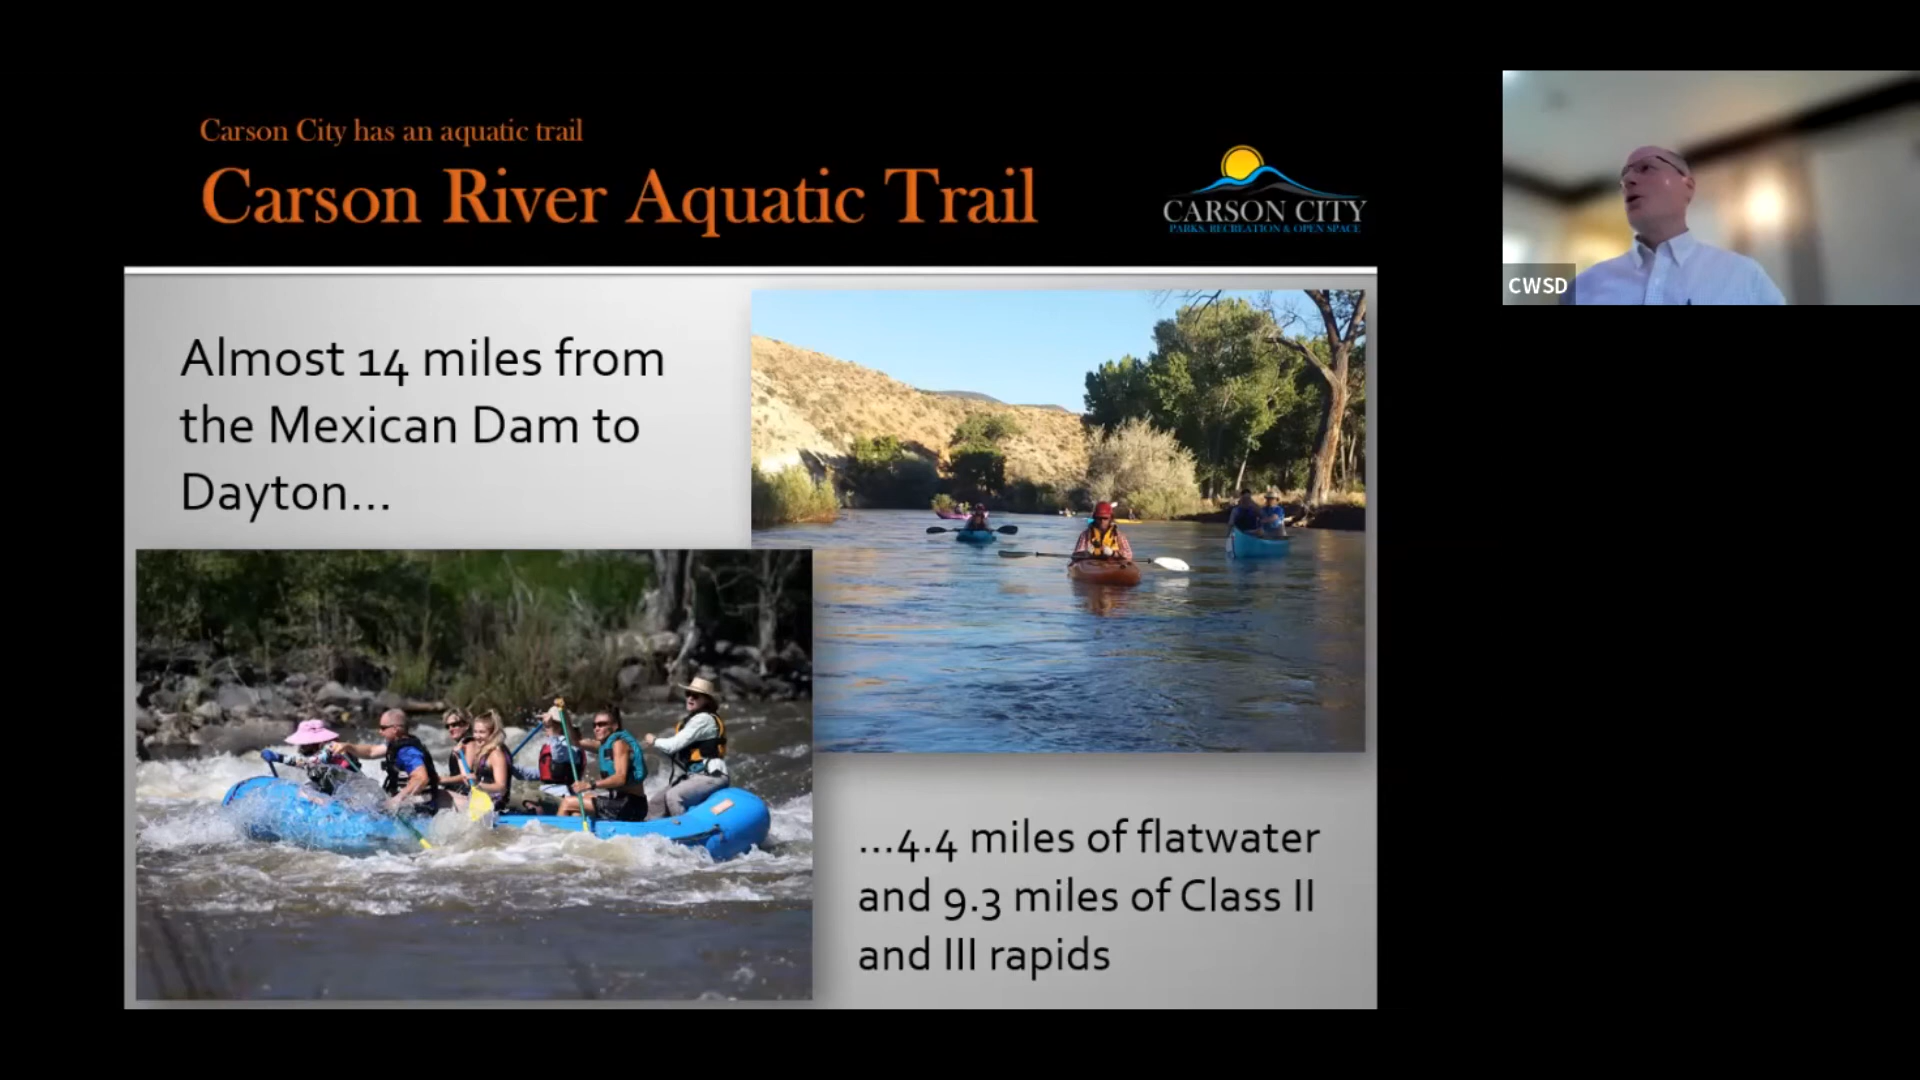 Carson City has an aquatic trail
Carson River Aquatic Trail
CARSON CITY
PARKS, RECREATION & OPEN SPACE
CWSD
Almost 14 miles from
the Mexican Dam to
Dayton...
...4.4 miles of flatwater
and 9.3 miles of Class II
and III rapids